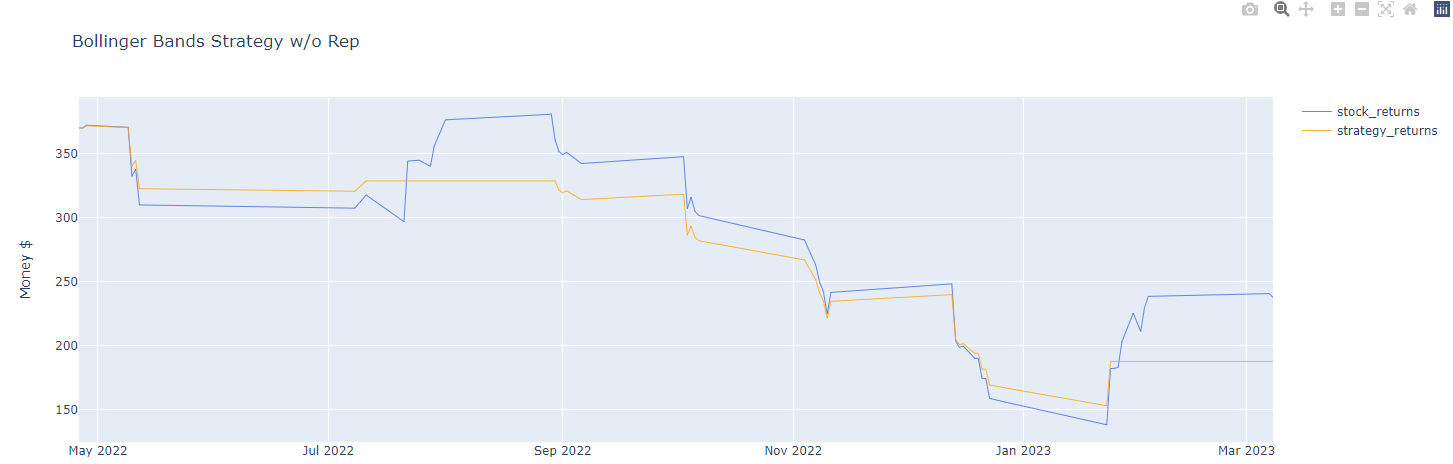 Bollinger Bands Strategy w/o Rep
stock_returns
strategy_returns
350
300
250
200
150
Money $
May 2022
Jul 2022
Sep 2022
Nov 2022
Jan 2023
Mar 2023